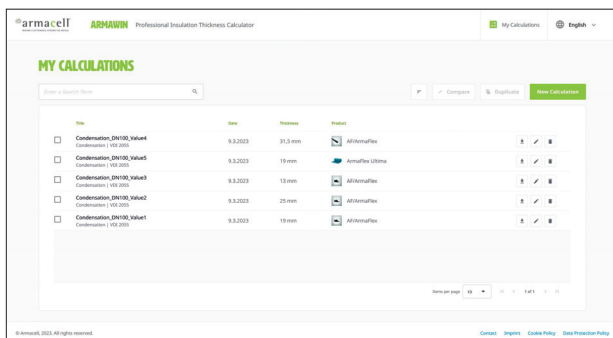 armacell
ARMAWIN Professional Insulation Thickness Calculator
My Calculations
English
MY CALCULATIONS
Enter a Search Term
Compare
Duplicate
New Calculation
Title Date Thickness Product
Condensation_DN100_Value4 9.3.2023 31,5 mm AF/ArmaFlex
Condensation | VDI 2055
Condensation_DN100_Value5 9.3.2023 19 mm ArmaFlex Ultima
Condensation | VDI 2055
Condensation_DN100_Value3 9.3.2023 13 mm AF/ArmaFlex
Condensation | VDI 2055
Condensation_DN100_Value2 9.3.2023 25 mm AF/ArmaFlex
Condensation | VDI 2055
Condensation_DN100_Value1 9.3.2023 19 mm AF/ArmaFlex
Condensation | VDI 2055
Items per page 10 1 of 1
© Armacell, 2023. All rights reserved. Contact Imprint Cookie Policy Data Protection Policy